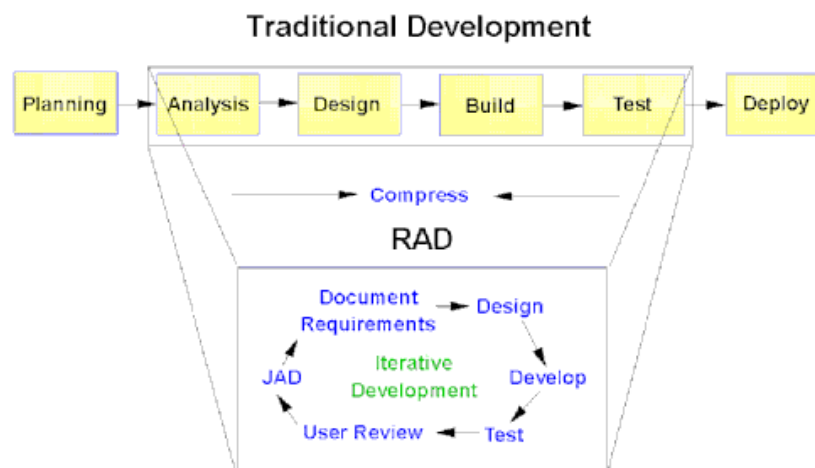 Traditional Development
Planning
Analysis
Design
Build
Test
Deploy
Compress
RAD
Document
Requirements
Design
Iterative
Development
JAD
Develop
User Review
Test